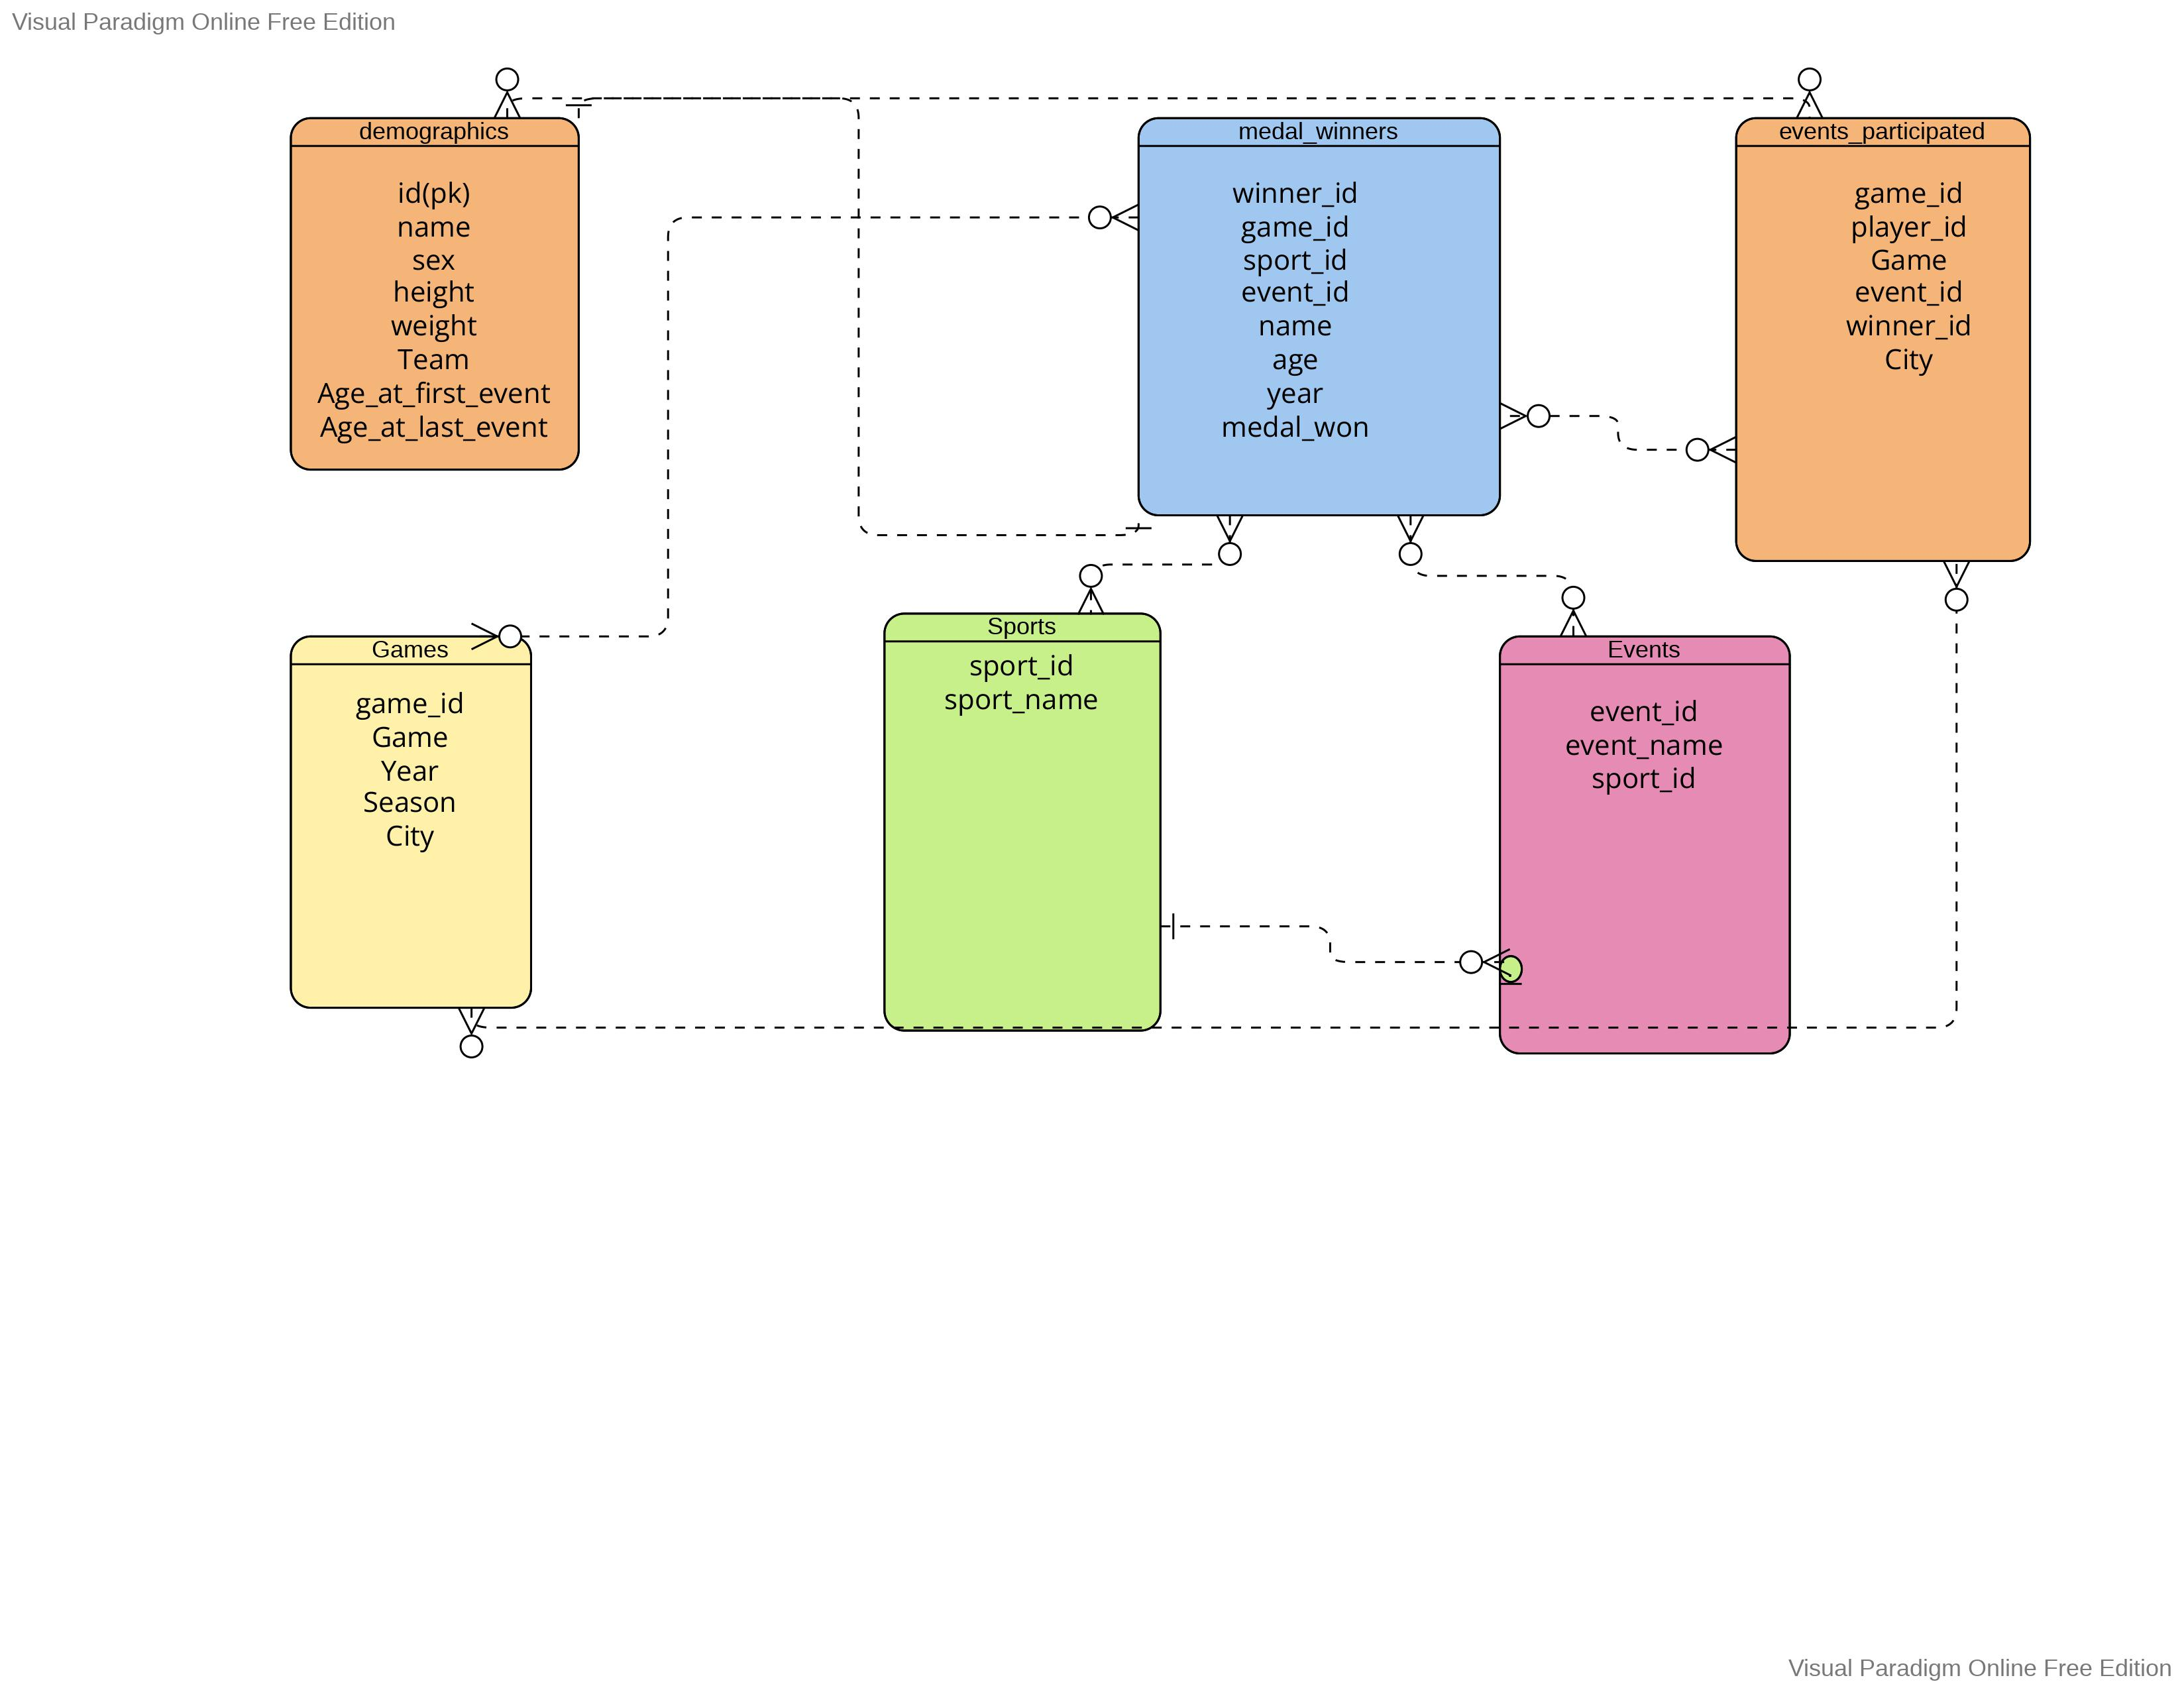 Visual Paradigm Online Free Edition
demographics
id(pk)
name
sex
height
weight
Team
Age_at_first_event
Age_at_last_event
medal_winners
winner_id
game_id
sport_id
event_id
name
age
year
medal_won
events_participated
game_id
player_id
Game
event_id
winner_id
City
Games
game_id
Game
Year
Season
City
Sports
sport_id
sport_name
Events
event_id
event_name
sport_id
Visual Paradigm Online Free Edition